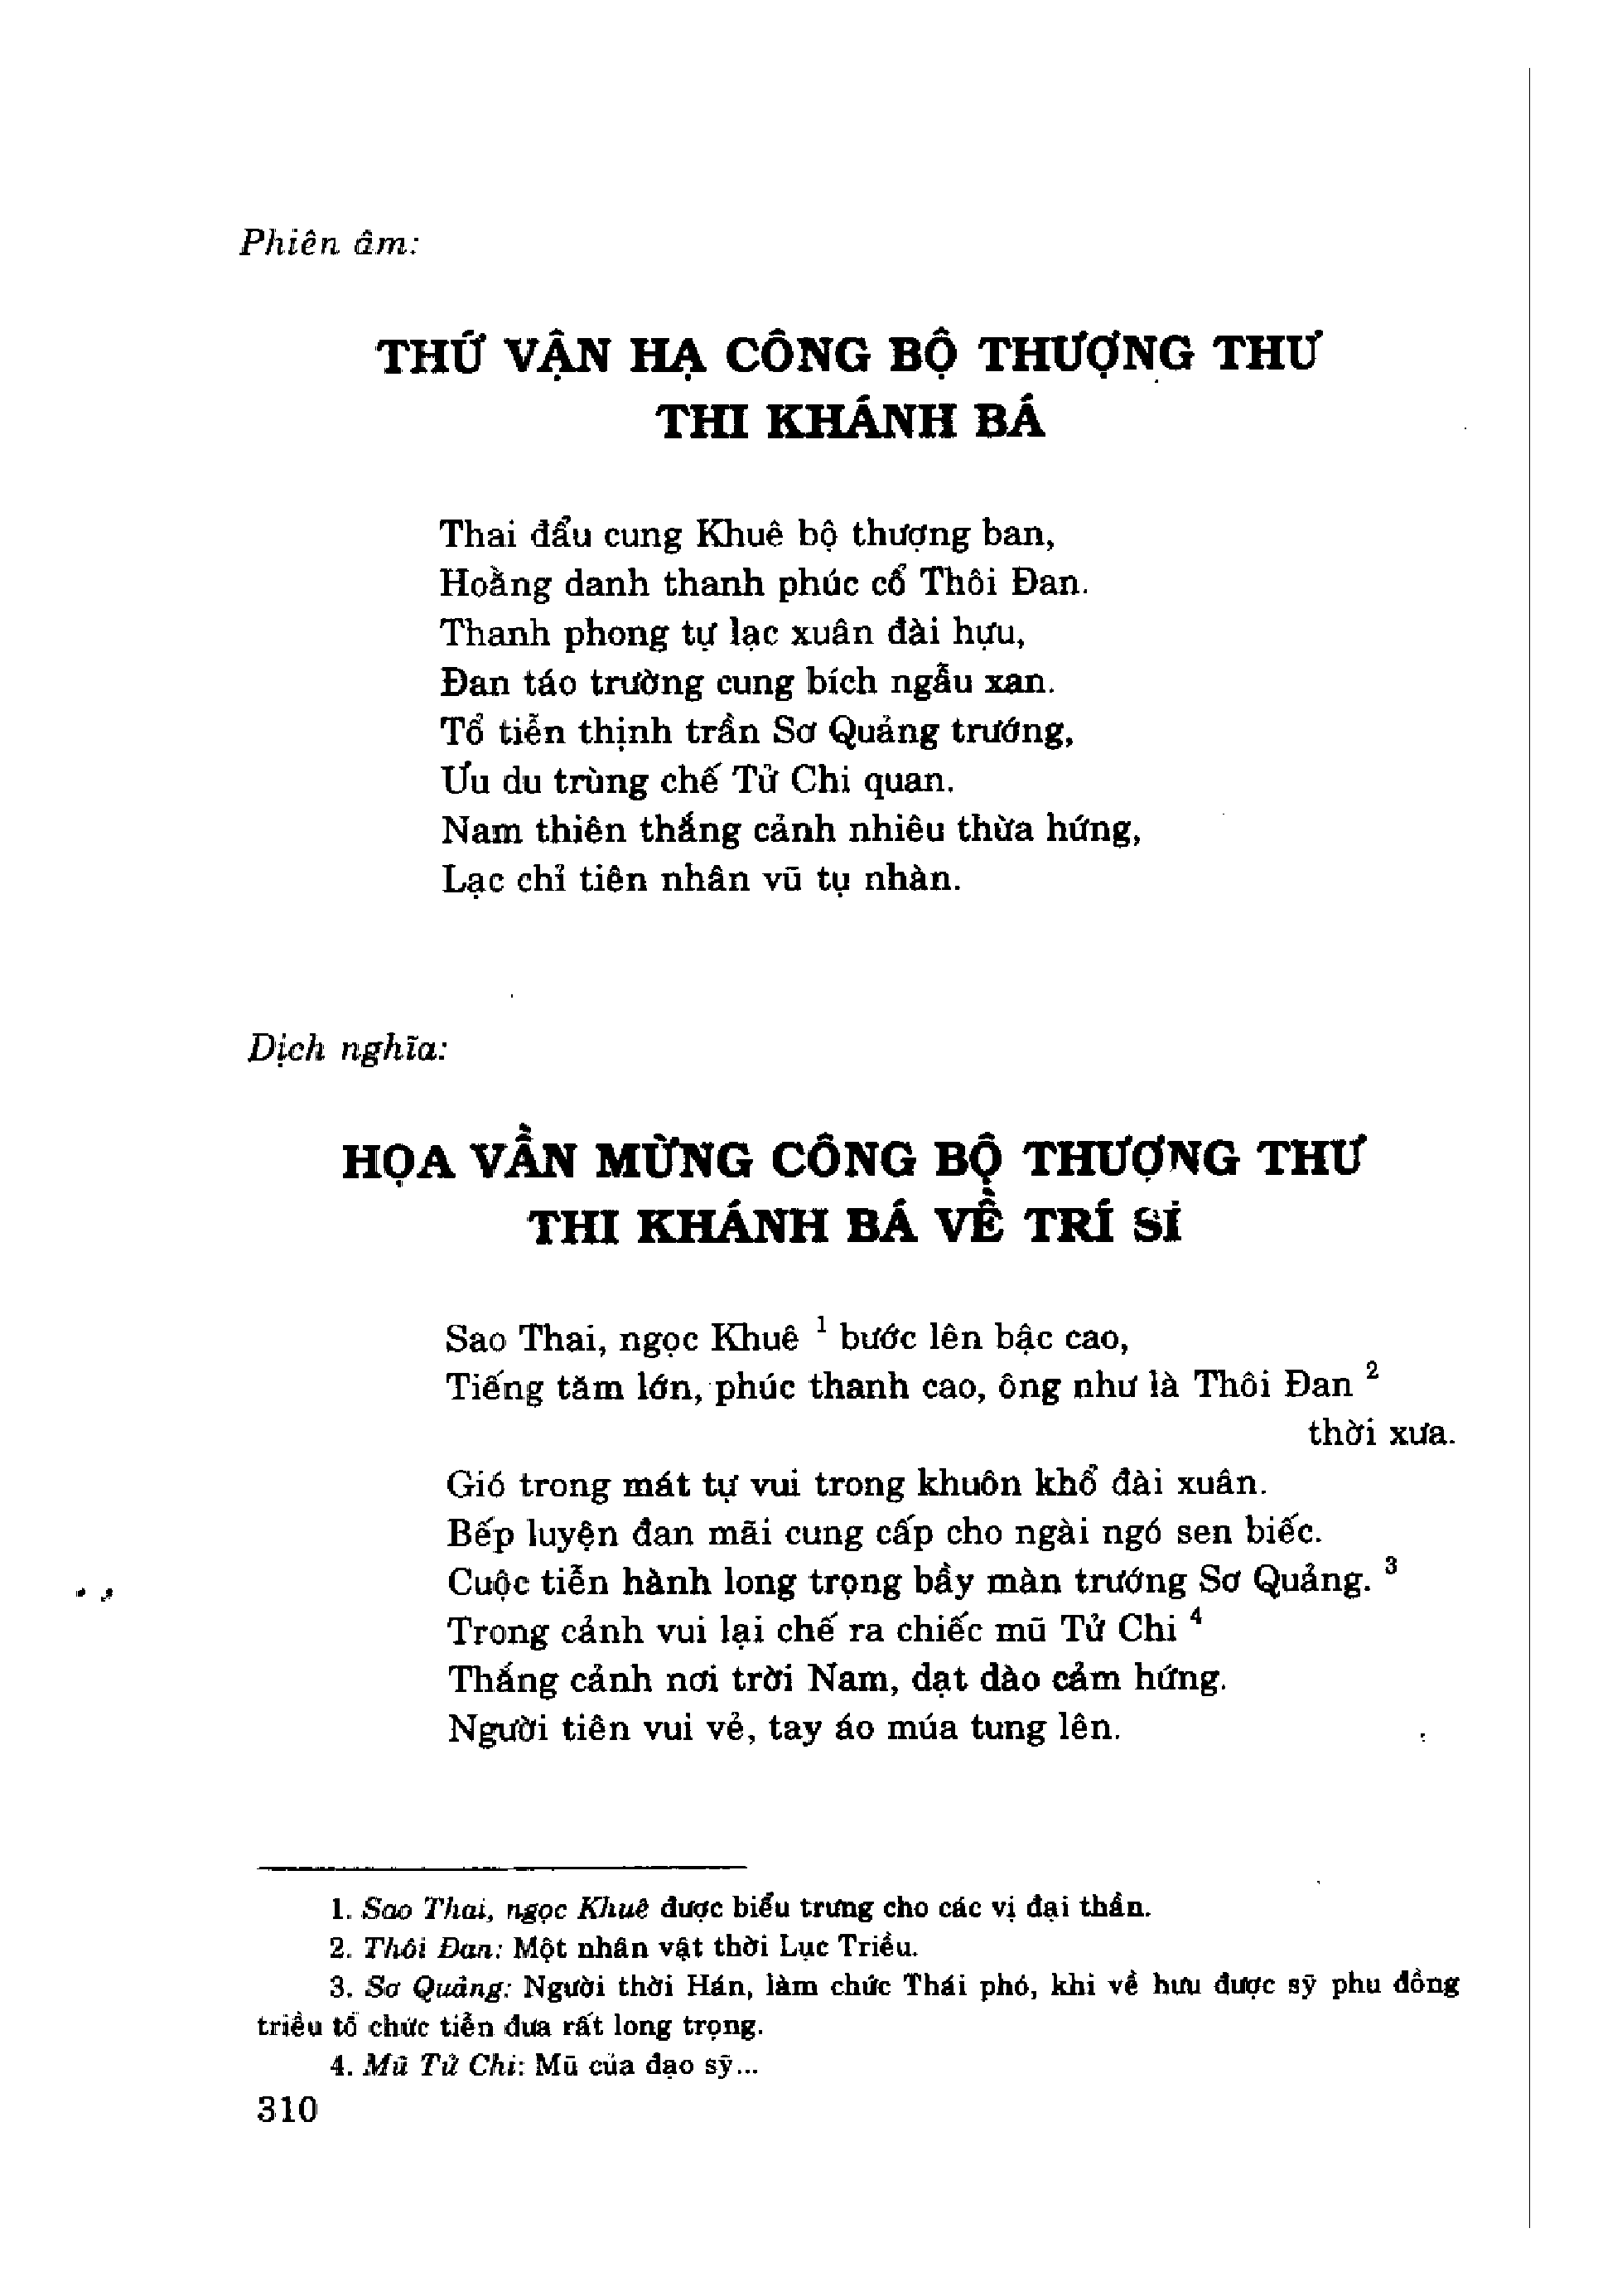 Phiên âm:
THỨ VẬN HẠ CÔNG BỘ THƯỢNG THƯ
THI KHÁNH BÁ
Thai đẩu cung Khuê bộ thượng ban,
Hoằng danh thanh phúc cổ Thôi Đan.
Thanh phong tự lạc xuân đài hựu,
Đan táo trường cung bích ngẫu xan.
Tổ tiễn thịnh trần Sơ Quảng trướng,
Ưu du trùng chế Tử Chi quan.
Nam thiên thắng cảnh nhiêu thừa hứng,
Lạc chỉ tiên nhân vũ tụ nhàn.
Dịch nghĩa:
HỌA VẦN MỪNG CÔNG BỘ THƯỢNG THƯ
THI KHÁNH BÁ VỀ TRÍ SĨ
Sao Thai, ngọc Khuê ¹ bước lên bậc cao,
Tiếng tăm lớn, phúc thanh cao, ông như là Thôi Đan ²
thời xưa.
Gió trong mát tự vui trong khuôn khổ đài xuân.
Bếp luyện đan mãi cung cấp cho ngài ngó sen biếc.
Cuộc tiễn hành long trọng bầy màn trướng Sơ Quảng. ³
Trong cảnh vui lại chế ra chiếc mũ Tử Chi ⁴
Thắng cảnh nơi trời Nam, dạt dào cảm hứng.
Người tiên vui vẻ, tay áo múa tung lên.
1. Sao Thai, ngọc Khuê được biểu trưng cho các vị đại thần.
2. Thôi Đan: Một nhân vật thời Lục Triều.
3. Sơ Quảng: Người thời Hán, làm chức Thái phó, khi về hưu được sỹ phu đồng
triều tổ chức tiễn đưa rất long trọng.
4. Mũ Tử Chi: Mũ của đạo sỹ...
310